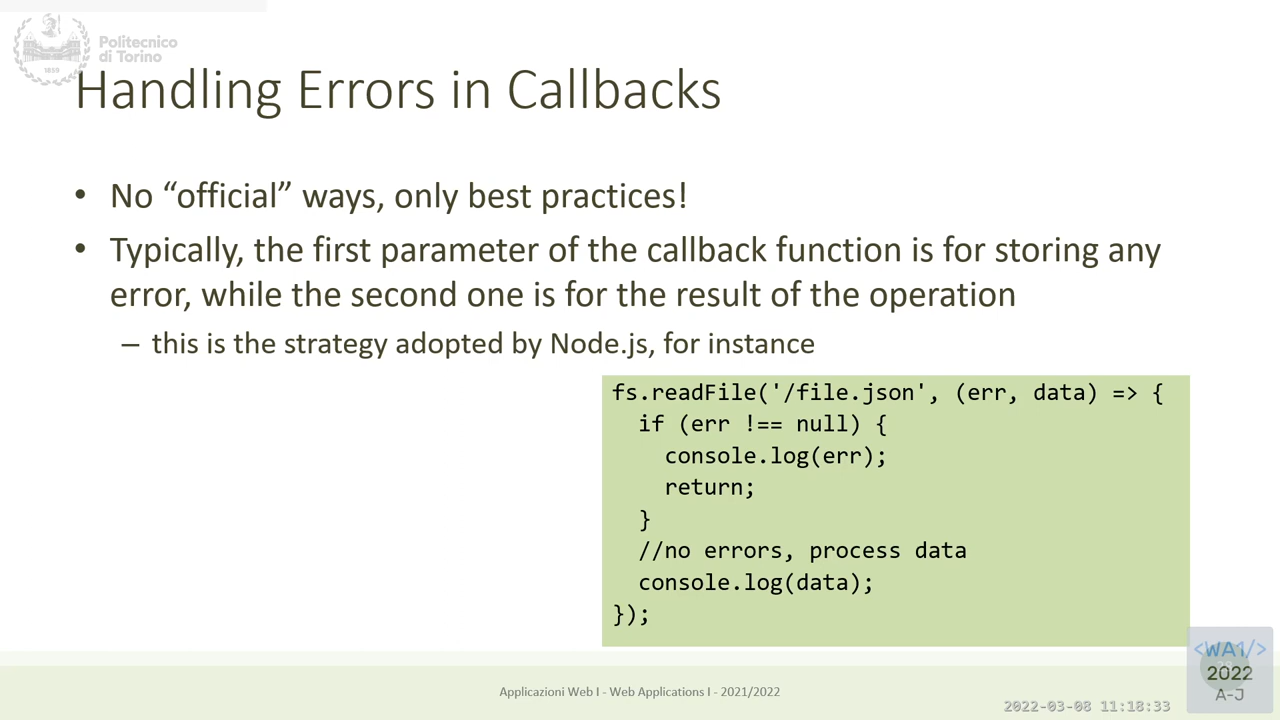 Politecnico
di Torino
1859
Handling Errors in Callbacks
• No “official” ways, only best practices!
• Typically, the first parameter of the callback function is for storing any
error, while the second one is for the result of the operation
– this is the strategy adopted by Node.js, for instance
fs.readFile('/file.json', (err, data) => {
  if (err !== null) {
    console.log(err);
    return;
  }
  //no errors, process data
  console.log(data);
});
Applicazioni Web I - Web Applications I - 2021/2022
2022-03-08 11:18:33
<WA1/>
2022
A-J